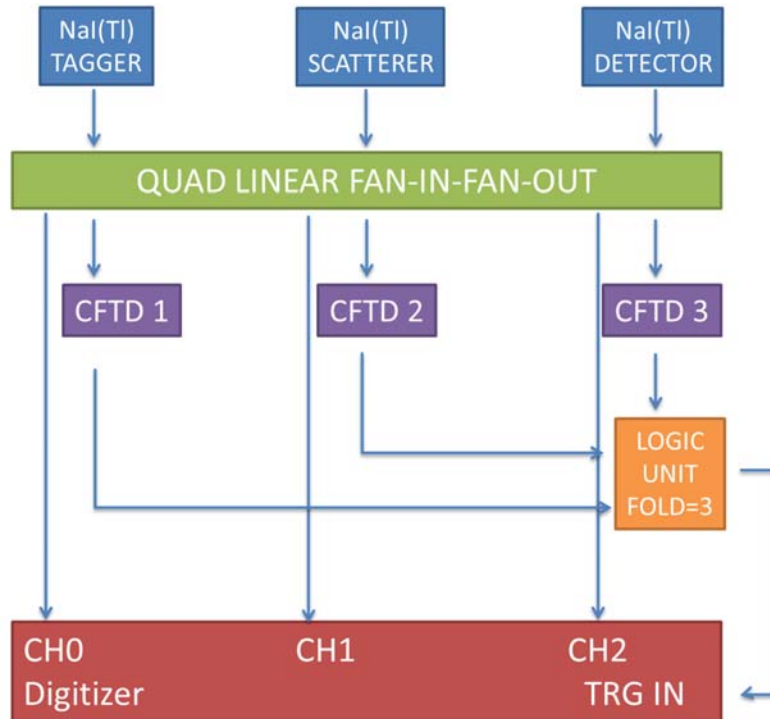 NaI(Tl)
TAGGER
NaI(Tl)
SCATTERER
NaI(Tl)
DETECTOR
QUAD LINEAR FAN-IN-FAN-OUT
CFTD 1
CFTD 2
CFTD 3
LOGIC
UNIT
FOLD=3
CH0
CH1
CH2
Digitizer
TRG IN